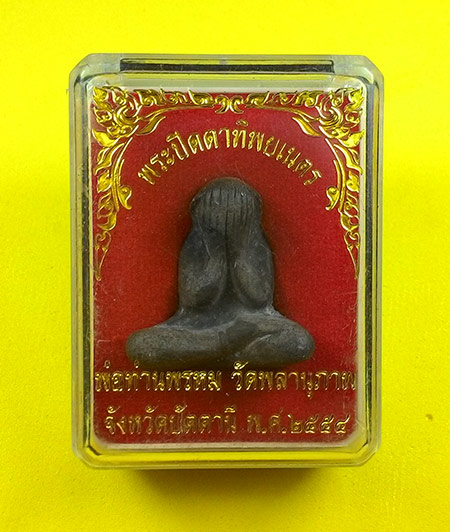 พระปิดตาทิพยเนตร
พ่อท่านพรหม วัดพลานุภาพ
จังหวัดปัตตานี พ.ศ.๒๕๕๔